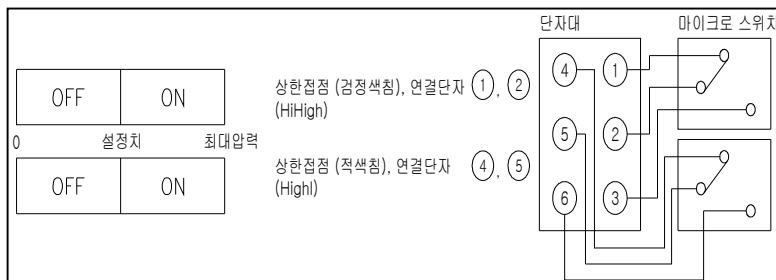 단자대 마이크로 스위치
OFF ON 상한접점 (검정색침), 연결단자 ①, ②
(HiHigh)
0 설정치 최대압력
OFF ON 상한접점 (적색침), 연결단자 ④, ⑤
(Highl)
④ ①
⑤ ②
⑥ ③